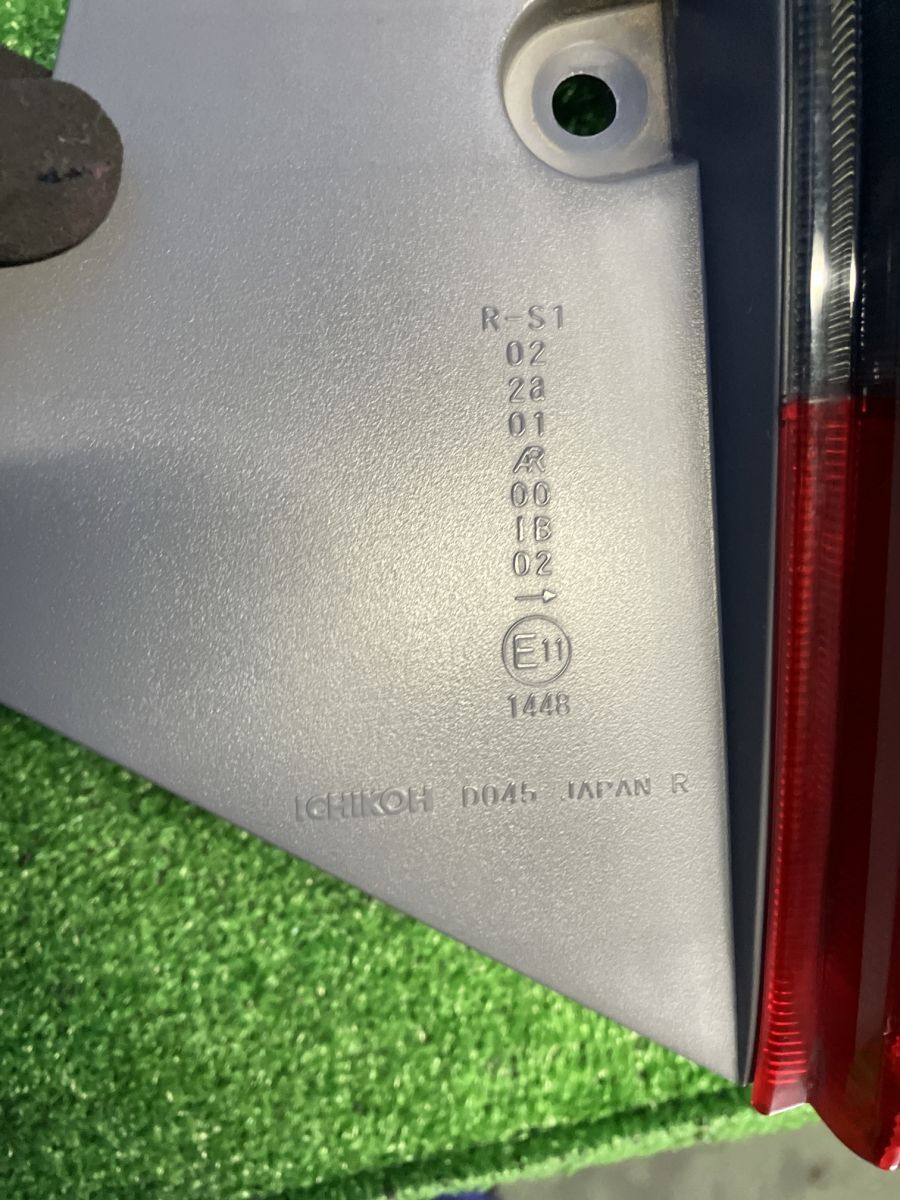 R-S1
02
2a
01
AR
00
IB
02
→
E11
1448
ICHIKOH D045 JAPAN R